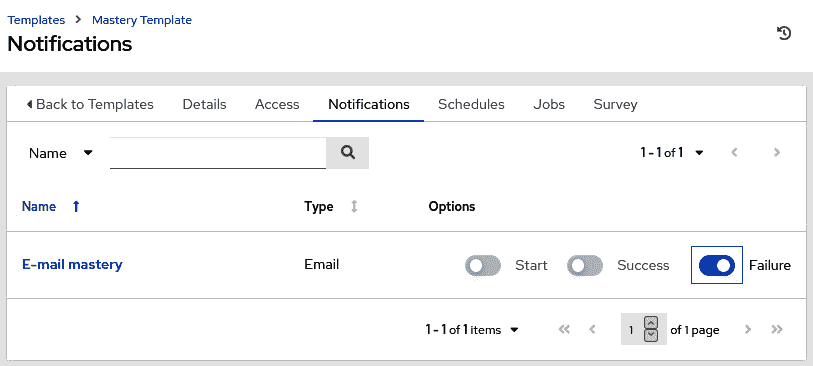 Templates > Mastery Template
Notifications
Back to Templates Details Access Notifications Schedules Jobs Survey
Name 1 - 1 of 1
Name Type Options
E-mail mastery Email Start Success Failure
1 - 1 of 1 items 1 of 1 page